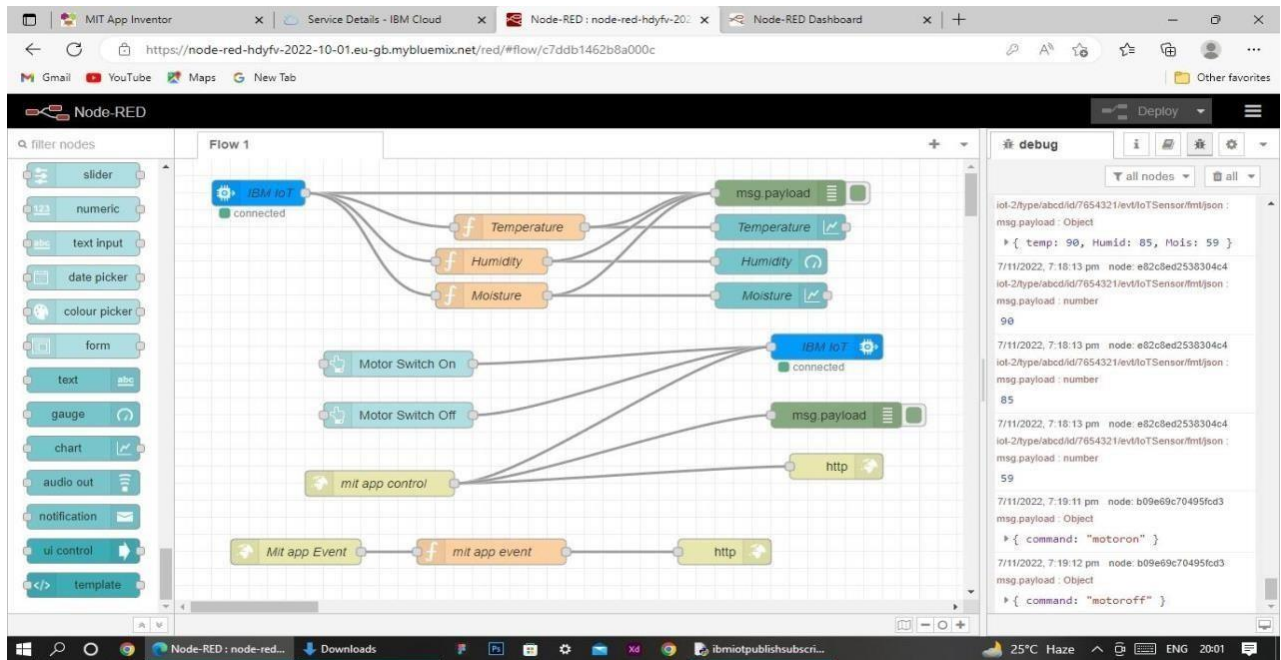 MIT App Inventor
Service Details - IBM Cloud
Node-RED : node-red-hdyfv-202
Node-RED Dashboard
https://node-red-hdyfv-2022-10-01.eu-gb.mybluemix.net/red/#flow/c7ddb1462b8a000c
Gmail
YouTube
Maps
New Tab
Other favorites
Node-RED
Deploy
filter nodes
Flow 1
debug
all nodes
all
slider
numeric
text input
date picker
colour picker
form
text
gauge
chart
audio out
notification
ui control
template
IBM IoT
connected
msg.payload
Temperature
Temperature
Humidity
Humidity
Moisture
Moisture
Motor Switch On
IBM IoT
connected
Motor Switch Off
msg.payload
mit app control
http
Mit app Event
mit app event
http
iot-2/type/abcd/id/7654321/evt/IoTSensor/fmt/json :
msg.payload : Object
{ temp: 90, Humid: 85, Mois: 59 }
7/11/2022, 7:18:13 pm node: e82c8ed2538304c4
iot-2/type/abcd/id/7654321/evt/IoTSensor/fmt/json :
msg.payload : number
90
7/11/2022, 7:18:13 pm node: e82c8ed2538304c4
iot-2/type/abcd/id/7654321/evt/IoTSensor/fmt/json :
msg.payload : number
85
7/11/2022, 7:18:13 pm node: e82c8ed2538304c4
iot-2/type/abcd/id/7654321/evt/IoTSensor/fmt/json :
msg.payload : number
59
7/11/2022, 7:19:11 pm node: b09e69c70495fcd3
msg.payload : Object
{ command: "motoron" }
7/11/2022, 7:19:12 pm node: b09e69c70495fcd3
msg.payload : Object
{ command: "motoroff" }
Node-RED : node-red...
Downloads
ibmiotpublishsubscri...
25°C Haze
ENG
20:01